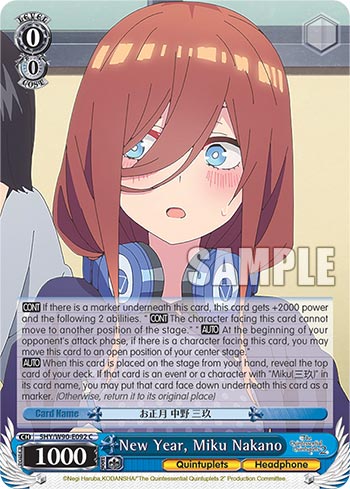 LEVEL
0
0
COST
SAMPLE
CONT If there is a marker underneath this card, this card gets +2000 power
and the following 2 abilities. " CONT The character facing this card cannot
move to another position of the stage." " AUTO At the beginning of your
opponent's attack phase, if there is a character facing this card, you may
move this card to an open position of your center stage."
AUTO When this card is placed on the stage from your hand, reveal the top
card of your deck. If that card is an event or a character with "Miku(三玖)" in
its card name, you may put that card face down underneath this card as a
marker. (Otherwise, return it to its original place)
Card Name お正月 中野 三玖
CH 5HY/W90-E092 C
New Year, Miku Nakano
POWER
1000
Quintuplets
Headphone
©Negi Haruba,KODANSHA/"The Quintessential Quintuplets 2" Production Committee.